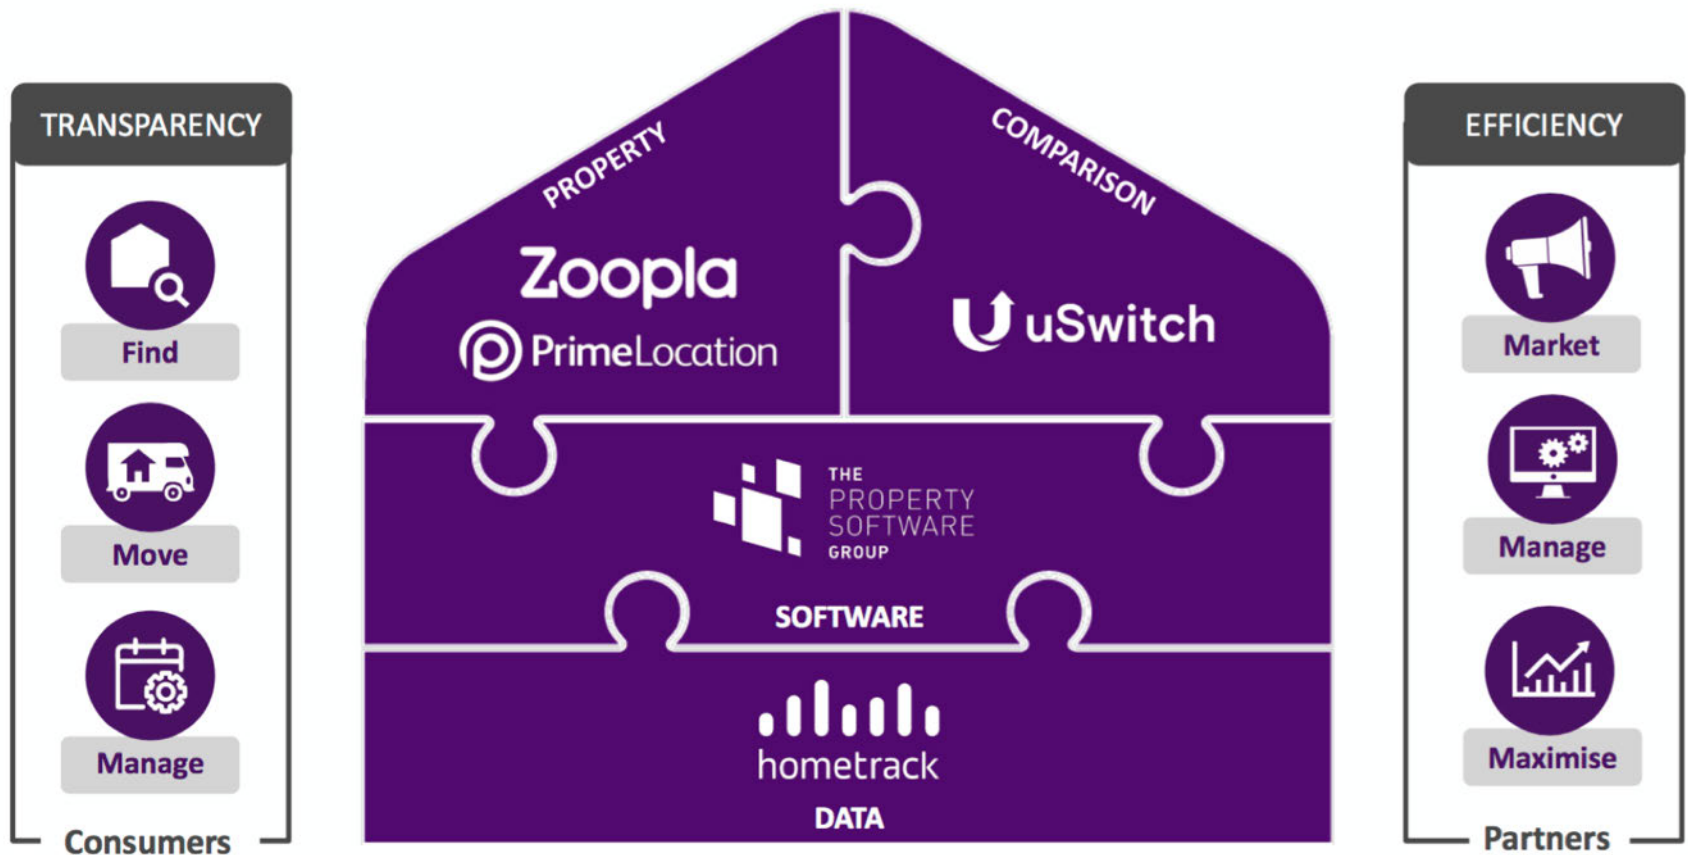 TRANSPARENCY
Find
Move
Manage
Consumers
PROPERTY
Zoopla
PrimeLocation
COMPARISON
uSwitch
THE
PROPERTY
SOFTWARE
GROUP
SOFTWARE
hometrack
DATA
EFFICIENCY
Market
Manage
Maximise
Partners